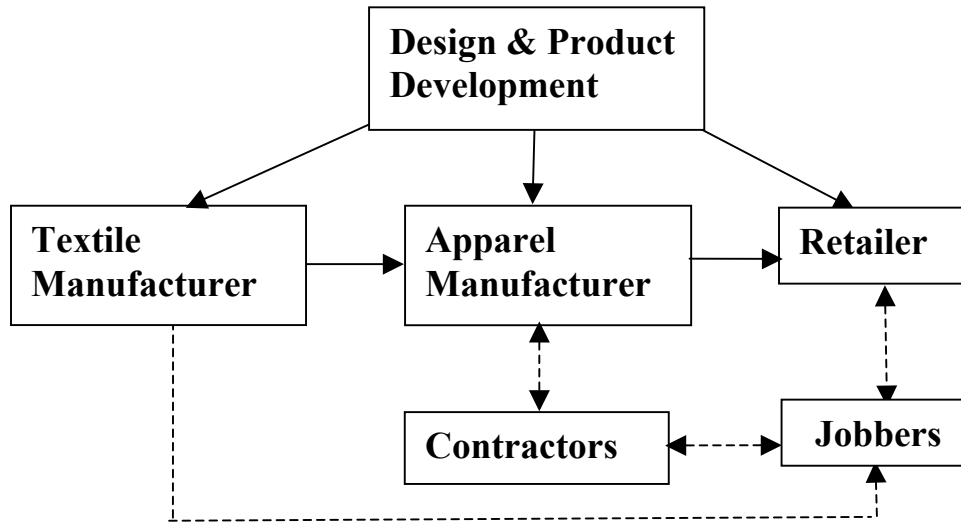 Design & Product
Development
Textile
Manufacturer
Apparel
Manufacturer
Retailer
Contractors
Jobbers